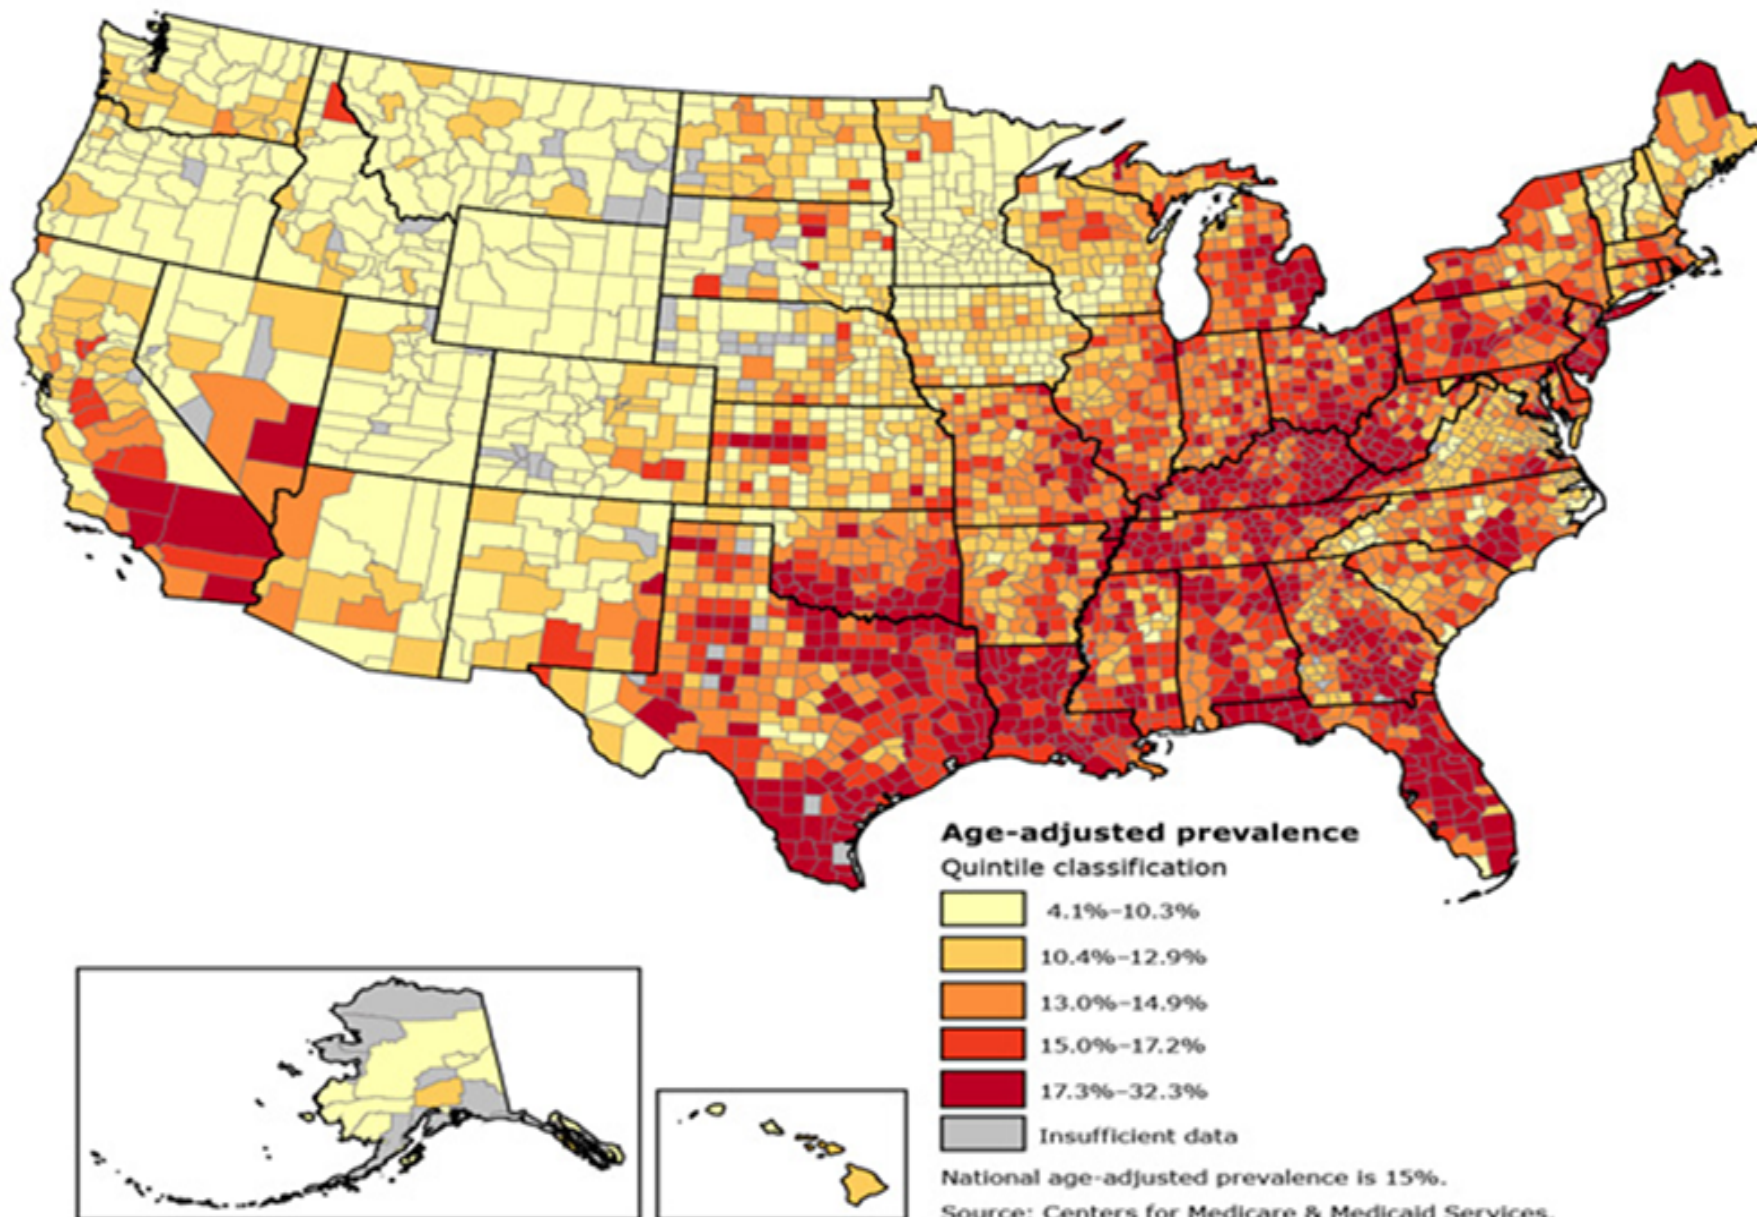 Age-adjusted prevalence
Quintile classification
4.1%–10.3%
10.4%–12.9%
13.0%–14.9%
15.0%–17.2%
17.3%–32.3%
Insufficient data
National age-adjusted prevalence is 15%.
Source: Centers for Medicare & Medicaid Services.